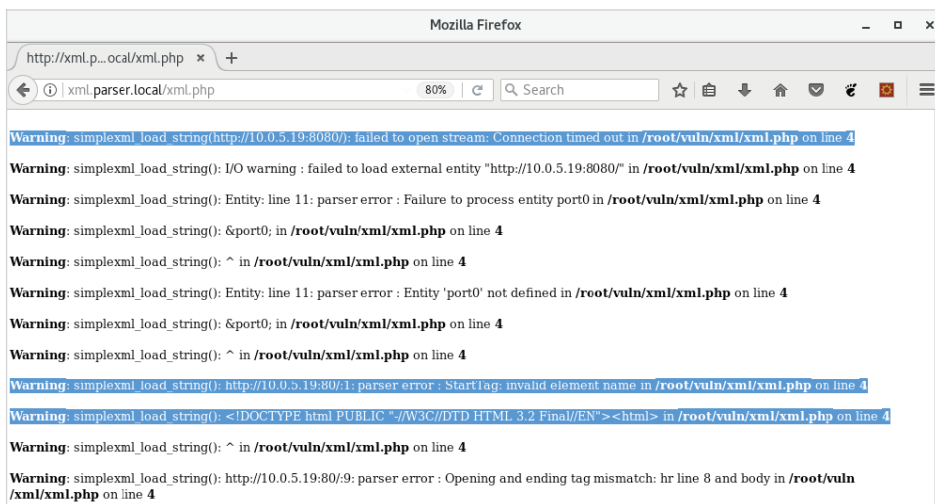 Mozilla Firefox
http://xml.p...ocal/xml.php
xml.parser.local/xml.php 80% Search
Warning: simplexml_load_string(http://10.0.5.19:8080/): failed to open stream: Connection timed out in /root/vuln/xml/xml.php on line 4
Warning: simplexml_load_string(): I/O warning : failed to load external entity "http://10.0.5.19:8080/" in /root/vuln/xml/xml.php on line 4
Warning: simplexml_load_string(): Entity: line 11: parser error : Failure to process entity port0 in /root/vuln/xml/xml.php on line 4
Warning: simplexml_load_string(): &port0; in /root/vuln/xml/xml.php on line 4
Warning: simplexml_load_string(): ^ in /root/vuln/xml/xml.php on line 4
Warning: simplexml_load_string(): Entity: line 11: parser error : Entity 'port0' not defined in /root/vuln/xml/xml.php on line 4
Warning: simplexml_load_string(): &port0; in /root/vuln/xml/xml.php on line 4
Warning: simplexml_load_string(): ^ in /root/vuln/xml/xml.php on line 4
Warning: simplexml_load_string(): http://10.0.5.19:80/:1: parser error : StartTag: invalid element name in /root/vuln/xml/xml.php on line 4
Warning: simplexml_load_string(): <!DOCTYPE html PUBLIC "-//W3C//DTD HTML 3.2 Final//EN"><html> in /root/vuln/xml/xml.php on line 4
Warning: simplexml_load_string(): ^ in /root/vuln/xml/xml.php on line 4
Warning: simplexml_load_string(): http://10.0.5.19:80/:9: parser error : Opening and ending tag mismatch: hr line 8 and body in /root/vuln
/xml/xml.php on line 4